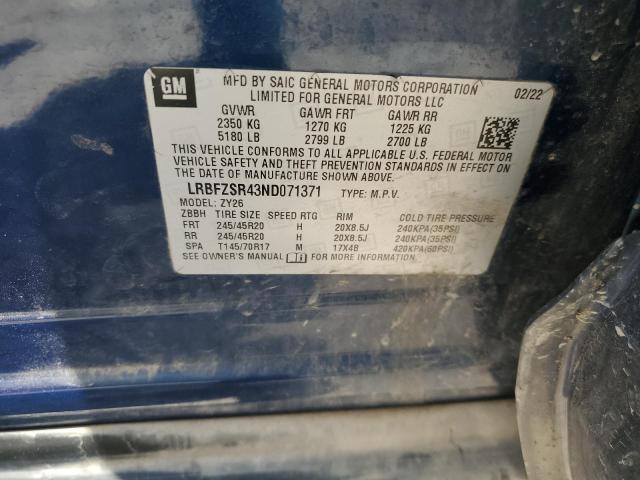 GM
MFD BY SAIC GENERAL MOTORS CORPORATION 02/22
LIMITED FOR GENERAL MOTORS LLC
GVWR GAWR FRT GAWR RR
2350 KG 1270 KG 1225 KG
5180 LB 2799 LB 2700 LB
THIS VEHICLE CONFORMS TO ALL APPLICABLE U.S. FEDERAL MOTOR
VEHICLE SAFETY AND THEFT PREVENTION STANDARDS IN EFFECT ON
THE DATE OF MANUFACTURE SHOWN ABOVE.
LRBFZSR43ND071371 TYPE: M.P.V.
MODEL: ZY26
ZBBH TIRE SIZE SPEED RTG RIM COLD TIRE PRESSURE
FRT 245/45R20 H 20X8.5J 240KPA(35PSI)
RR 245/45R20 H 20X8.5J 240KPA(35PSI)
SPA T145/70R17 M 17X4B 420KPA(60PSI)
SEE OWNER'S MANUAL FOR MORE INFORMATION.